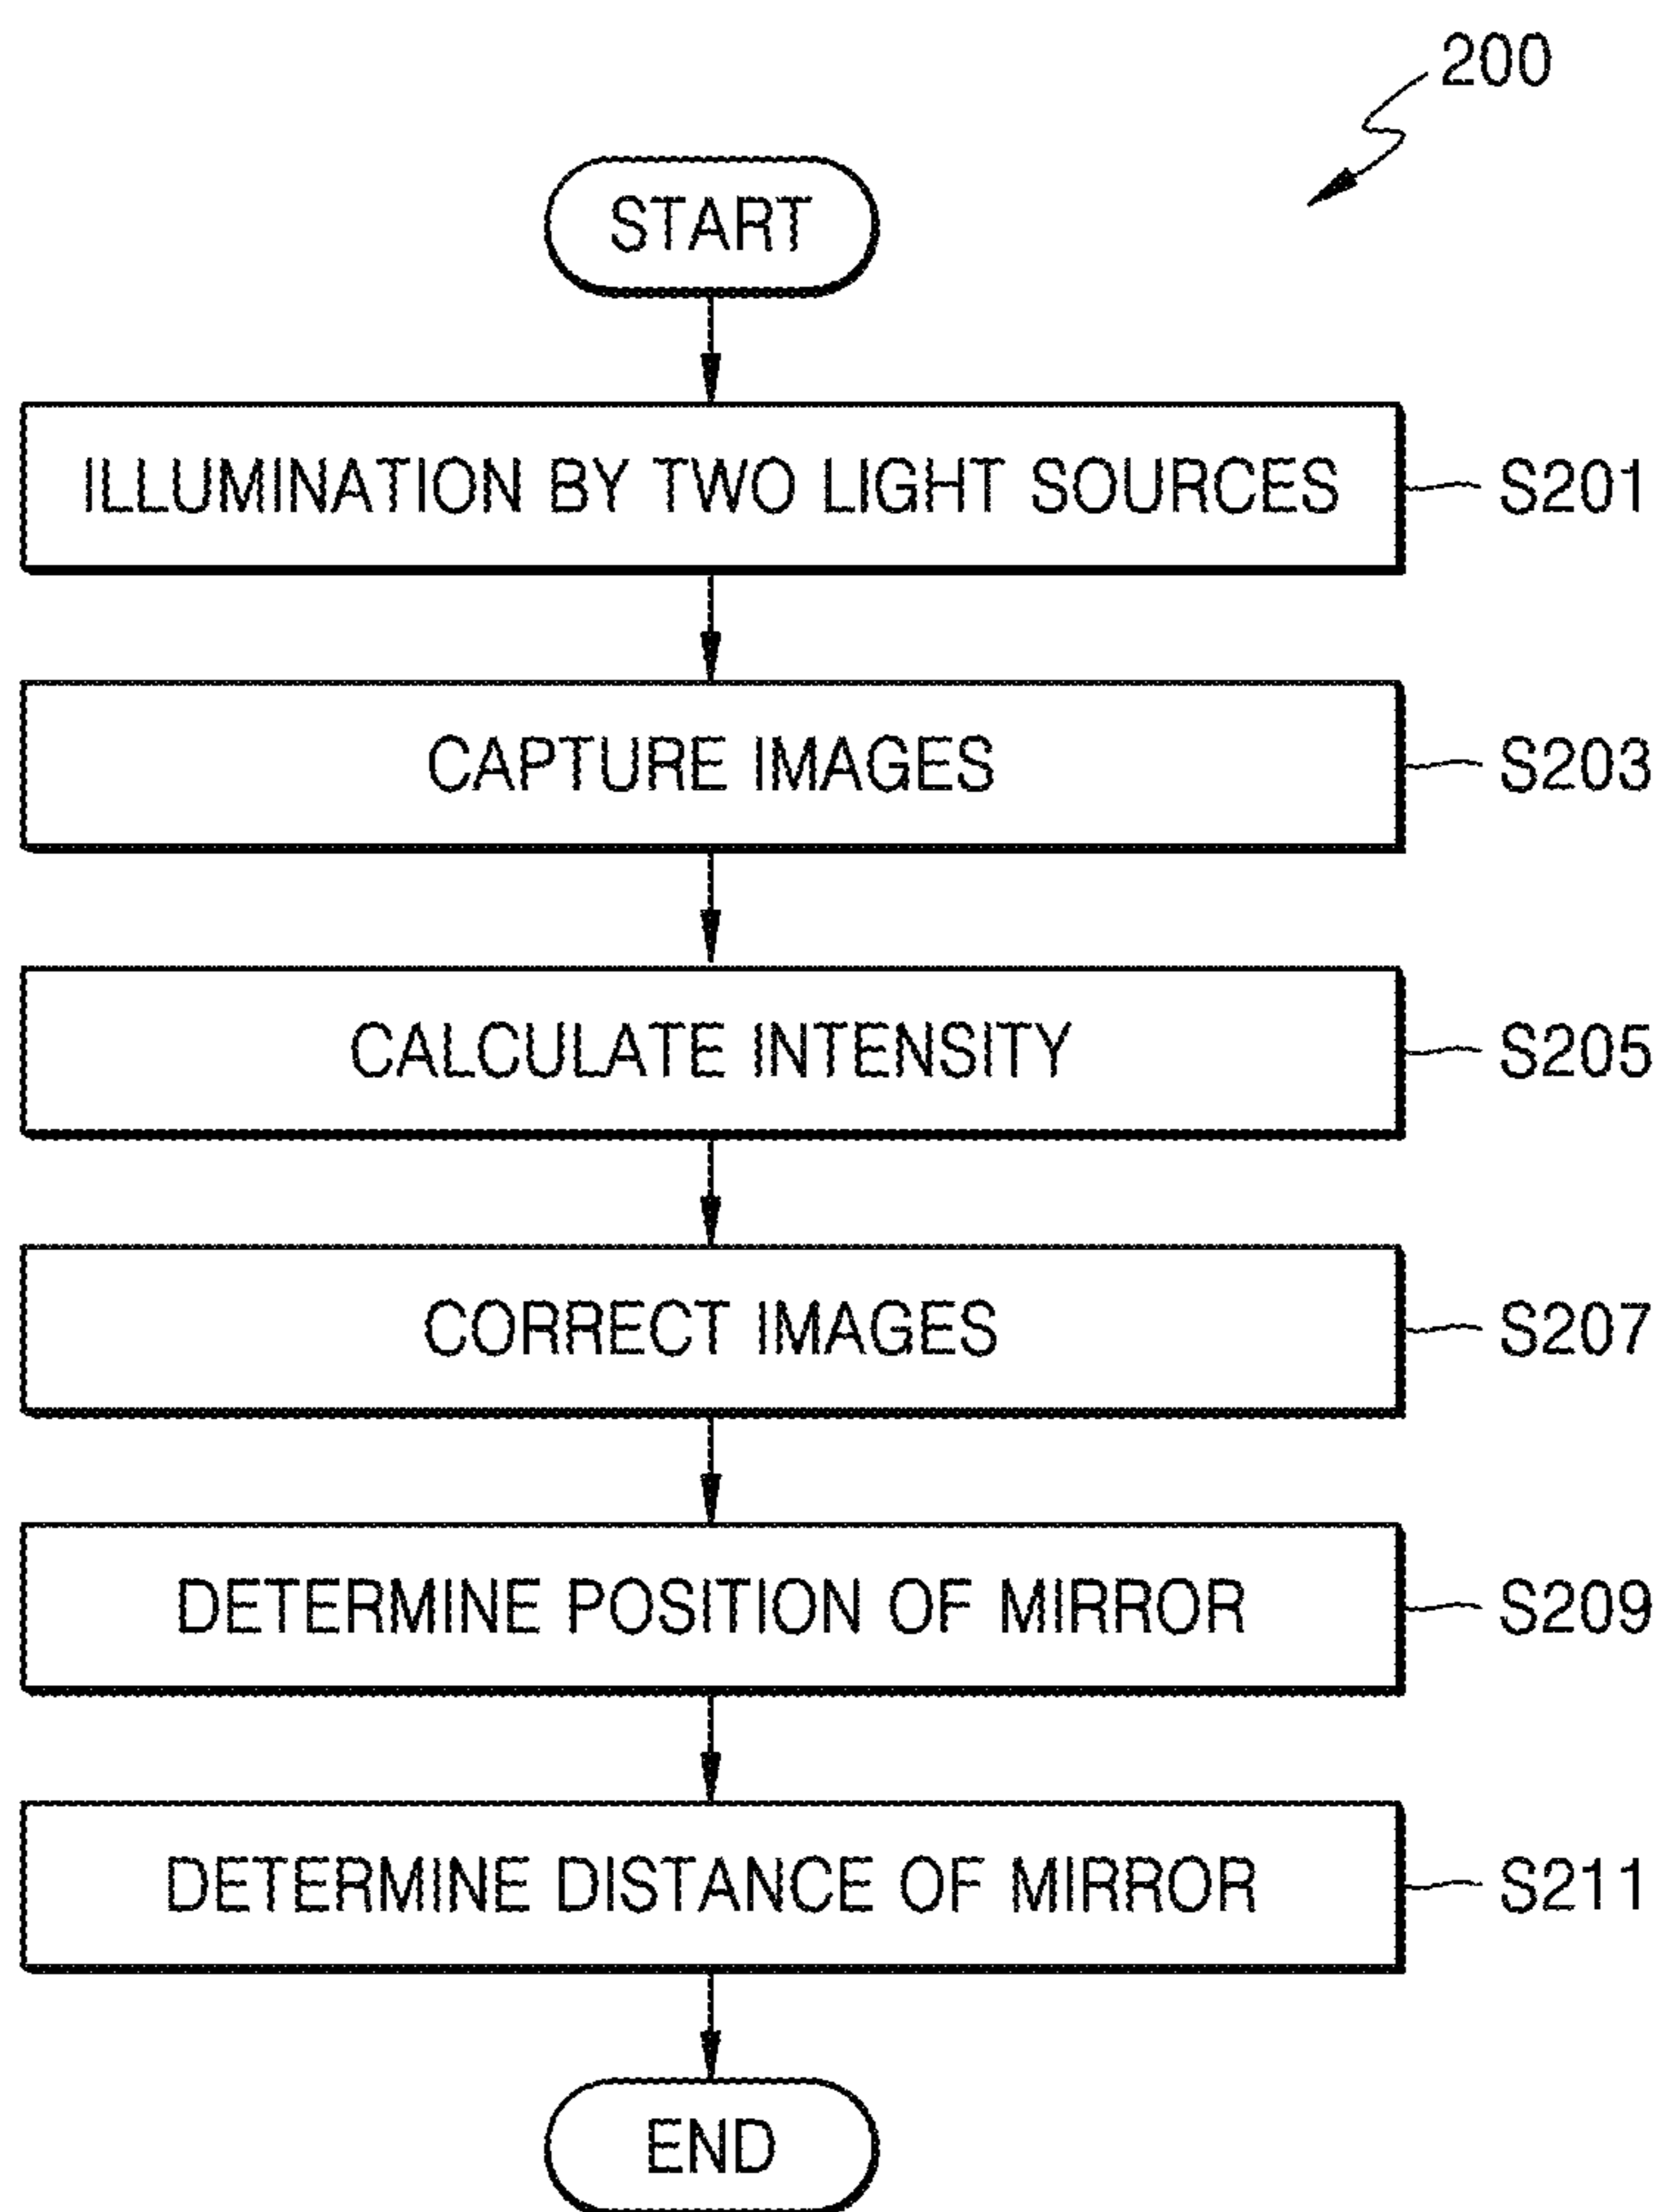 200
START
ILLUMINATION BY TWO LIGHT SOURCES S201
CAPTURE IMAGES S203
CALCULATE INTENSITY S205
CORRECT IMAGES S207
DETERMINE POSITION OF MIRROR S209
DETERMINE DISTANCE OF MIRROR S211
END